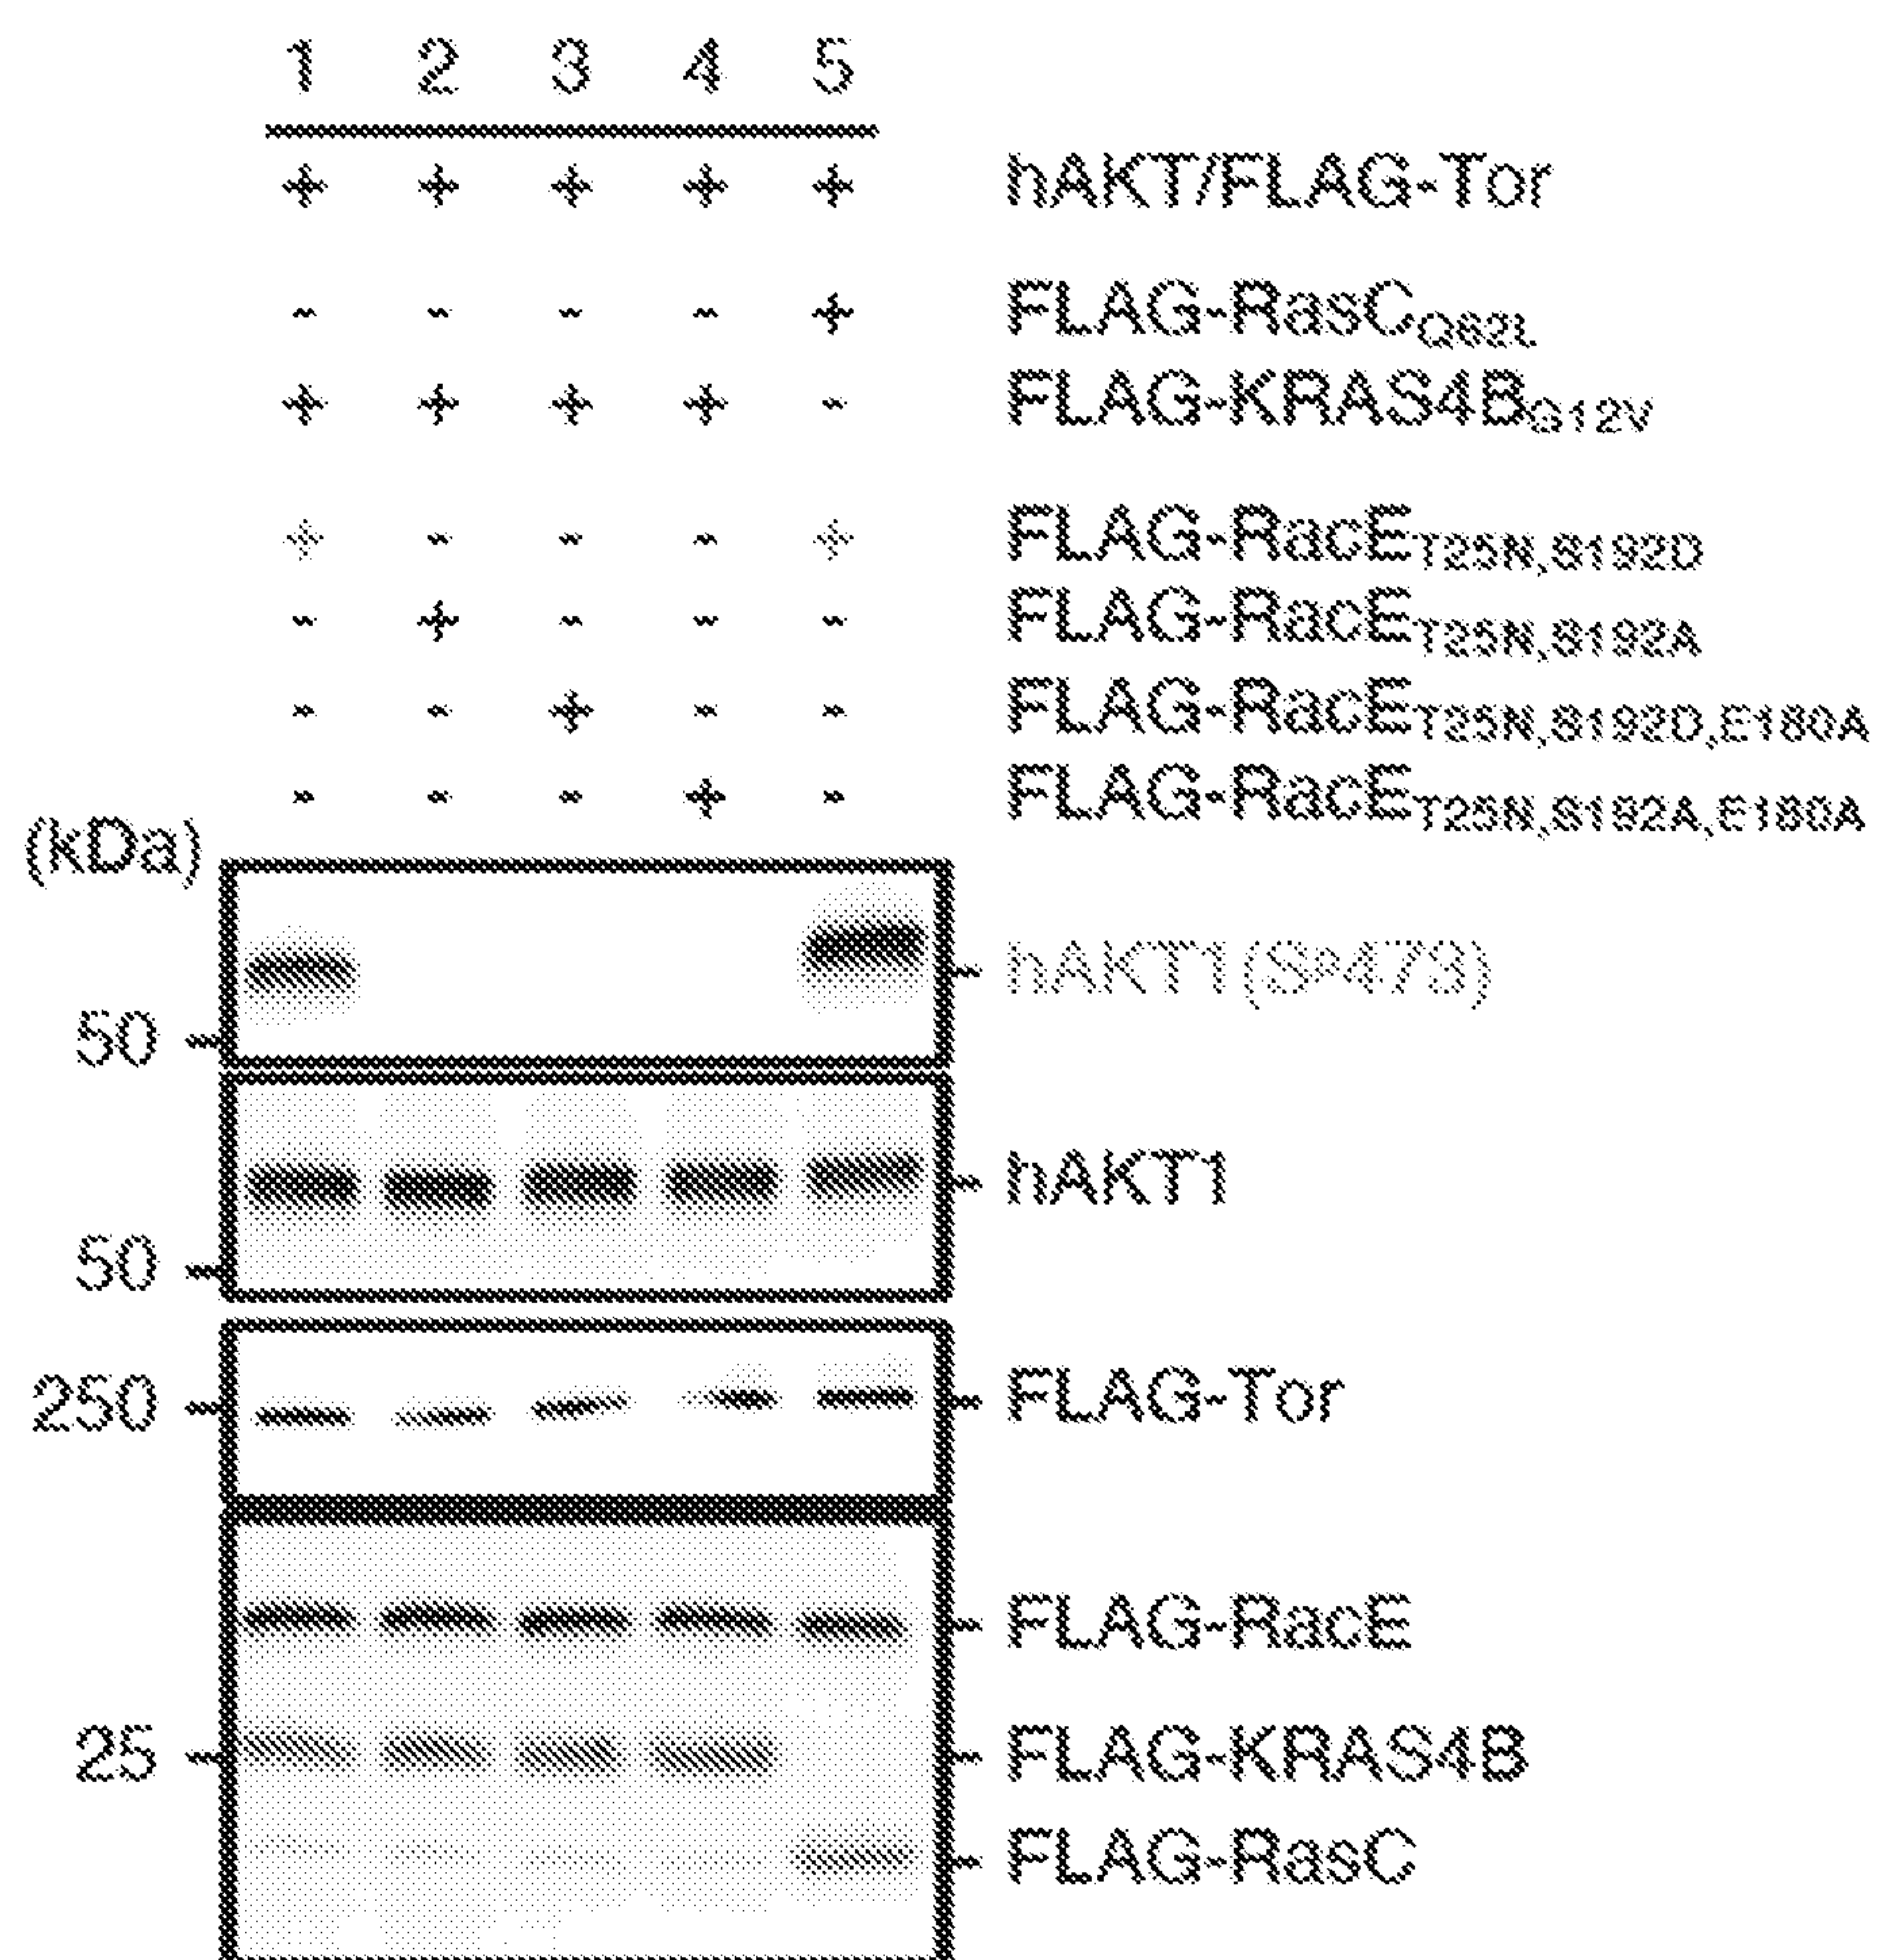 1 2 3 4 5
+ + + + + hAKT/FLAG-Tor
- - - - + FLAG-RasCQ62L
+ + + + - FLAG-KRAS4BG12V
+ - - - + FLAG-RacET25N,S192D
- + - - - FLAG-RacET25N,S192A
- - + - - FLAG-RacET25N,S192D,E180A
- - - + - FLAG-RacET25N,S192A,E180A
(kDa)
hAKT1(SP473)
50
hAKT1
50
250 FLAG-Tor
FLAG-RacE
25 FLAG-KRAS4B
FLAG-RasC